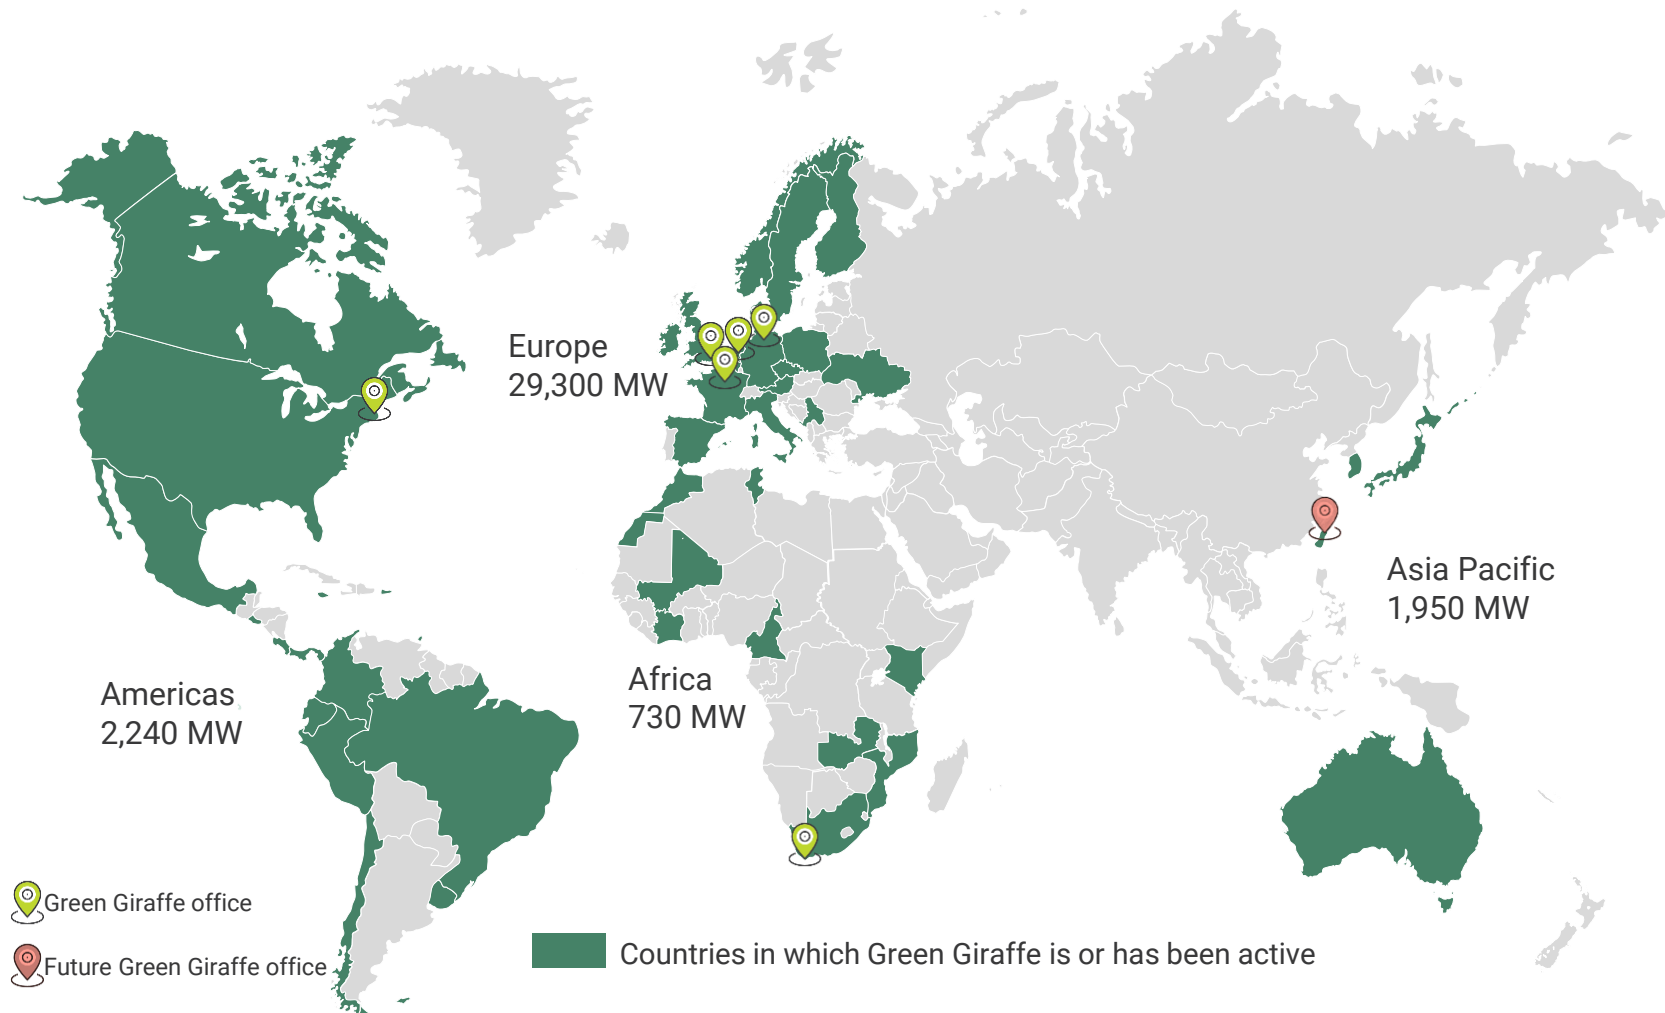 Europe
29,300 MW
Asia Pacific
1,950 MW
Africa
730 MW
Americas
2,240 MW
Green Giraffe office
Future Green Giraffe office
Countries in which Green Giraffe is or has been active